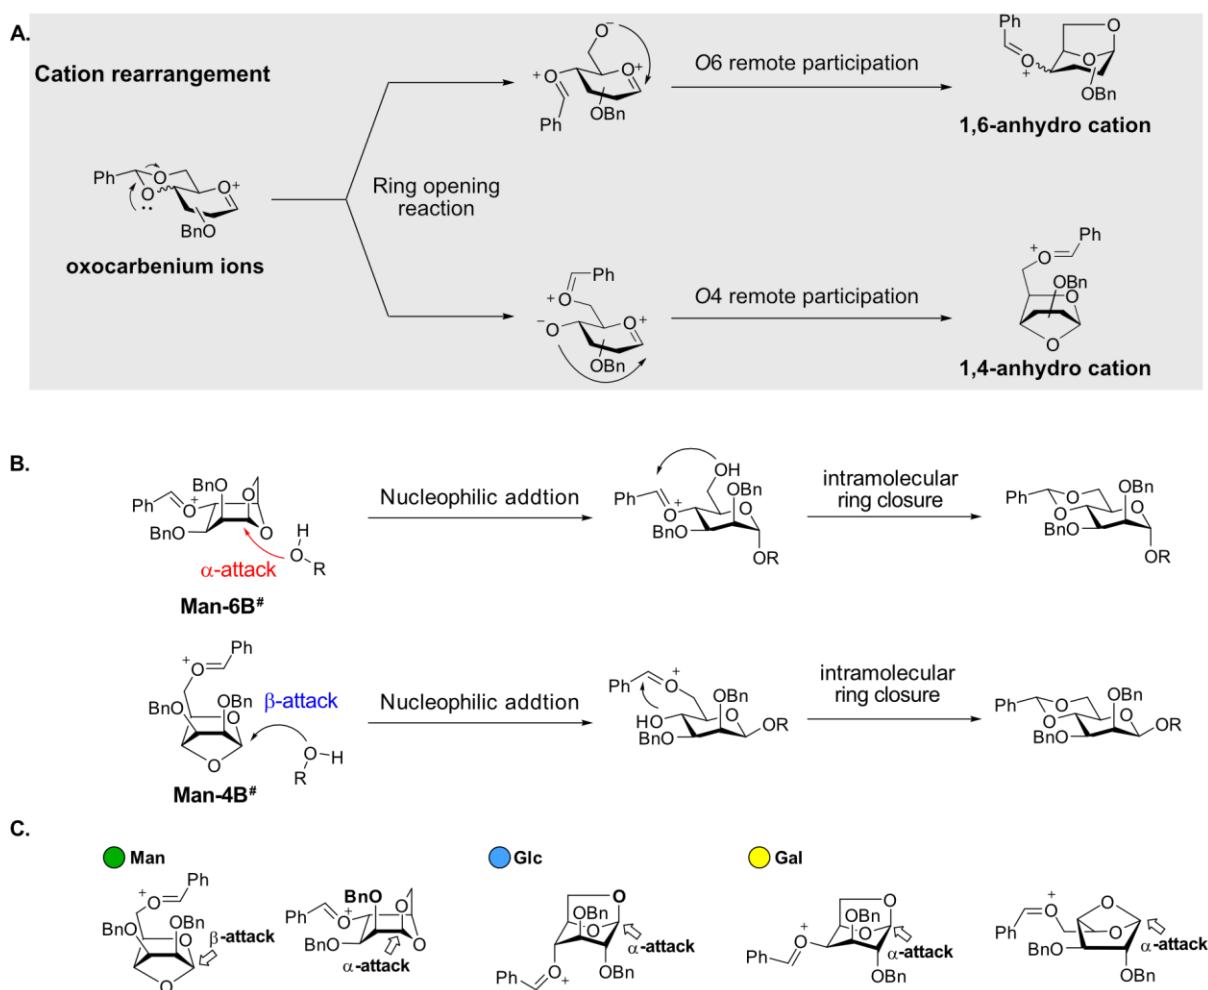 A.
Cation rearrangement
Ph
O
O
O
+
BnO
oxocarbenium ions
Ring opening
reaction
O−
+
O
O
+
OBn
Ph
O6 remote participation
Ph
O
+
O
O
OBn
1,6-anhydro cation
Ph
O
+
−O
O
+
OBn
O4 remote participation
Ph
+
O
OBn
O
O
1,4-anhydro cation
B.
BnO
Ph
O
+
O
BnO
O
H
O
R
α-attack
Man-6B#
Nucleophilic addtion
OH
Ph
O
+
OBn
O
BnO
OR
intramolecular
ring closure
Ph
O
O
OBn
O
BnO
OR
Ph
+
O
BnO
O
OBn
O
β-attack
O
H
R
Man-4B#
Nucleophilic addtion
Ph
+
O
HO
OBn
O
BnO
OR
intramolecular
ring closure
Ph
O
O
OBn
O
BnO
OR
C.
Man
Ph
+
O
BnO
O
OBn
β-attack
O
BnO
Ph
O
+
O
BnO
O
α-attack
Glc
O
OBn
O
α-attack
OBn
O
+
Ph
Gal
O
OBn
O
+
O
α-attack
Ph
OBn
+
O
Ph
O
O
BnO
α-attack
OBn